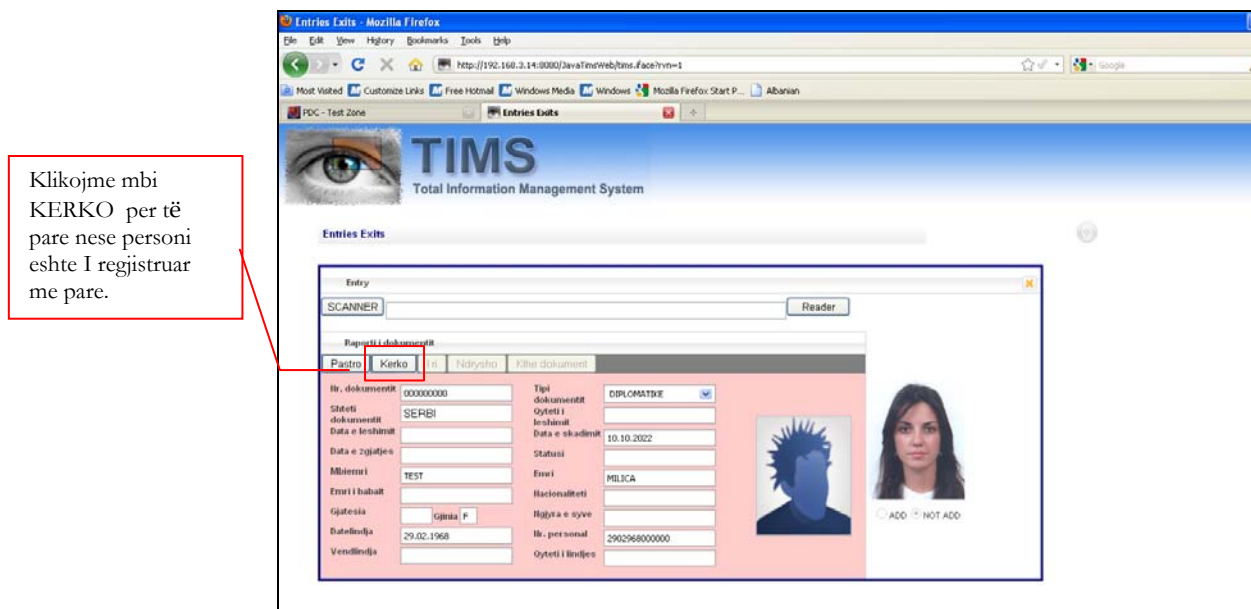 Entries Exits - Mozilla Firefox
File Edit View History Bookmarks Tools Help
http://192.168.3.14:8080/JavaTimsWeb/tims.iface?rvn=1
Google
Most Visited Customize Links Free Hotmail Windows Media Windows Mozilla Firefox Start P... Albanian
PDC - Test Zone Entries Exits
TIMS
Total Information Management System
Klikojme mbi
KERKO per të
pare nese personi
eshte I regjistruar
me pare.
Entries Exits
Entry
SCANNER Reader
Raporti i dokumentit
Pastro Kerko I ri Ndrysho Kthe dokument
Nr. dokumentit 000000000 Tipi dokumentit DIPLOMATIKE
Shteti dokumentit SERBI Qyteti i leshimit
Data e leshimit Data e skadimit 10.10.2022
Data e zgjatjes Statusi
Mbiemri TEST Emri MILICA
Emri i babait Nacionaliteti
Gjatesia Gjinia F Ngjyra e syve
Datelindja 29.02.1968 Nr. personal 2902968000000
Vendlindja Qyteti i lindjes
ADD NOT ADD